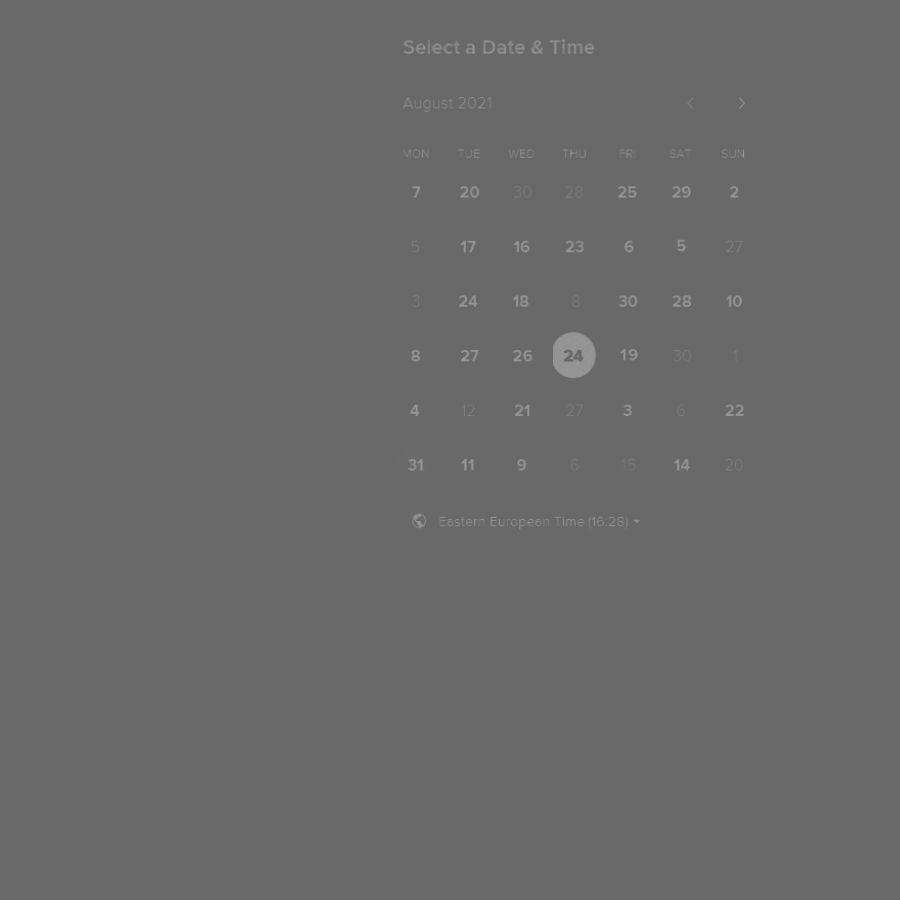 Select a Date & Time
August 2021
MON TUE WED THU FRI SAT SUN
7 20 30 28 25 29 2
5 17 16 23 6 5 27
3 24 18 8 30 28 10
8 27 26 24 19 30 1
4 12 21 27 3 6 22
31 11 9 6 15 14 20
Eastern European Time (16:28)